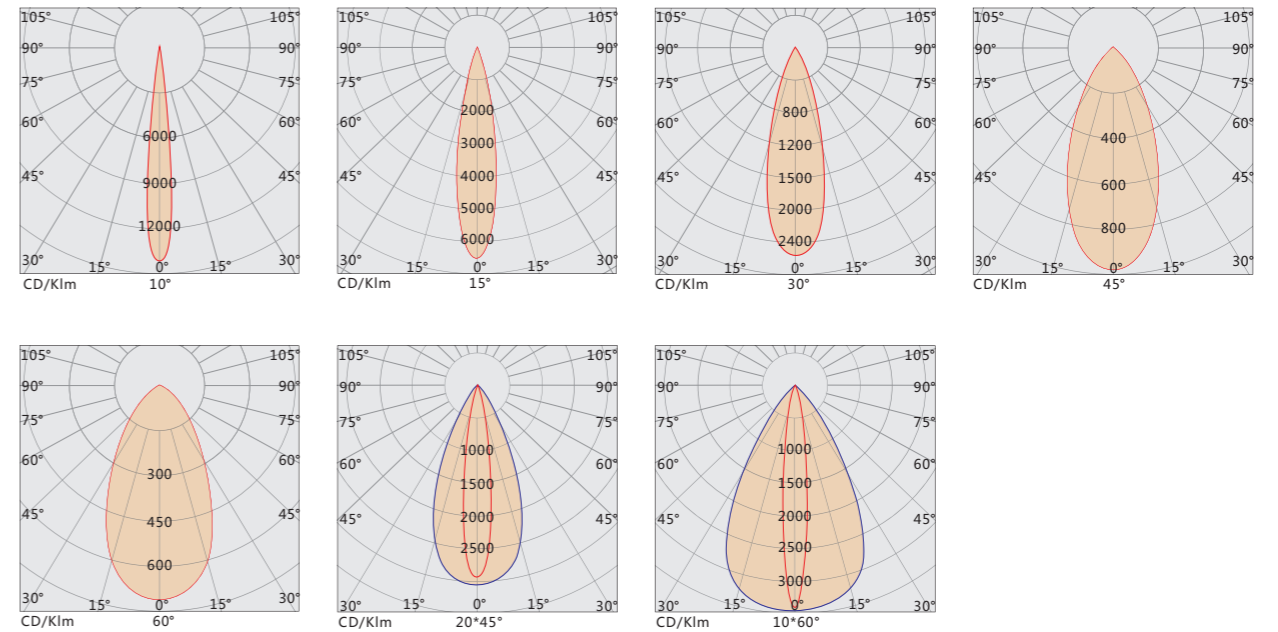 105° 105° 105° 105° 105° 105° 105° 105°
90° 90° 90° 90° 90° 90° 90° 90°
75° 75° 75° 75° 75° 75° 75° 75°
6000 2000 800 400
60° 60° 60° 60° 60° 60° 60° 60°
9000 3000 1200 600
45° 45° 45° 45° 45° 45° 45° 45°
12000 4000 1500 800
5000 2000
6000 2400
30° 15° 0° 15° 30° 30° 15° 0° 15° 30° 30° 15° 0° 15° 30° 30° 15° 0° 15° 30°
CD/Klm 10° CD/Klm 15° CD/Klm 30° CD/Klm 45°
105° 105° 105° 105° 105° 105°
90° 90° 90° 90° 90° 90°
75° 75° 75° 75° 75° 75°
300 1000 1000
60° 60° 60° 60° 60° 60°
450 1500 1500
45° 45° 45° 45° 45° 45°
600 2000 2000
2500 2500
3000
30° 15° 0° 15° 30° 30° 15° 0° 15° 30° 30° 15° 0° 15° 30°
CD/Klm 60° CD/Klm 20*45° CD/Klm 10*60°